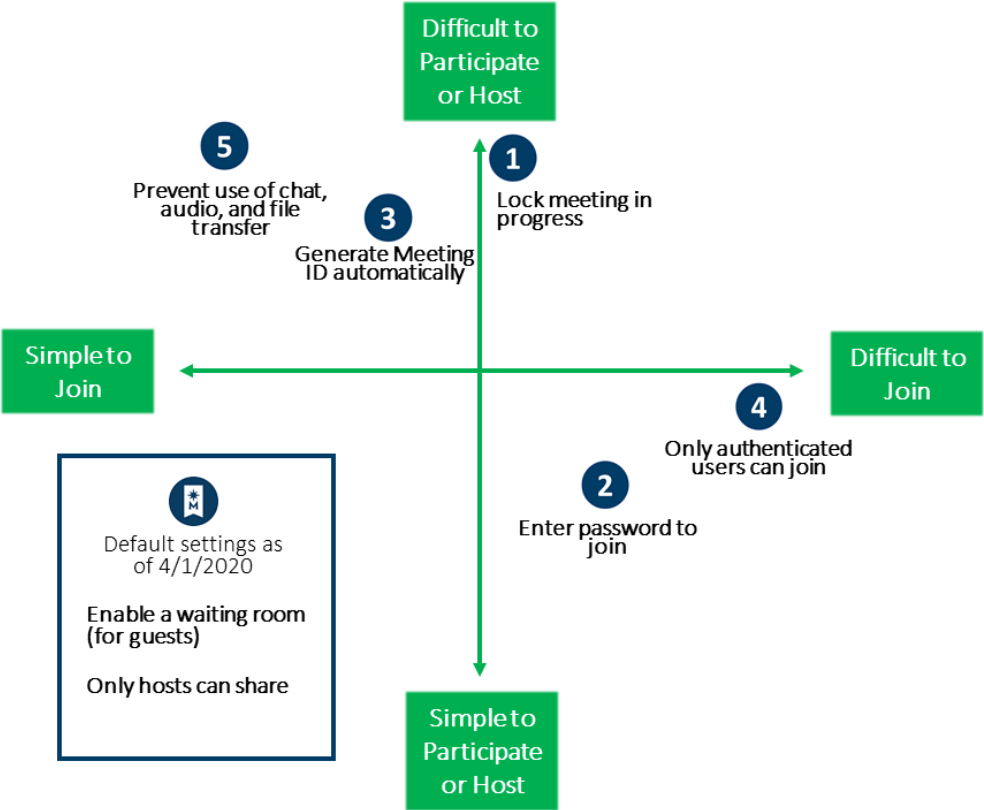 Difficult to
Participate
or Host
5
Prevent use of chat,
audio, and file
transfer
3
Generate Meeting
ID automatically
1
Lock meeting in
progress
Simple to
Join
Difficult to
Join
4
Only authenticated
users can join
2
Enter password to
join
M
Default settings as
of 4/1/2020
Enable a waiting room
(for guests)
Only hosts can share
Simple to
Participate
or Host